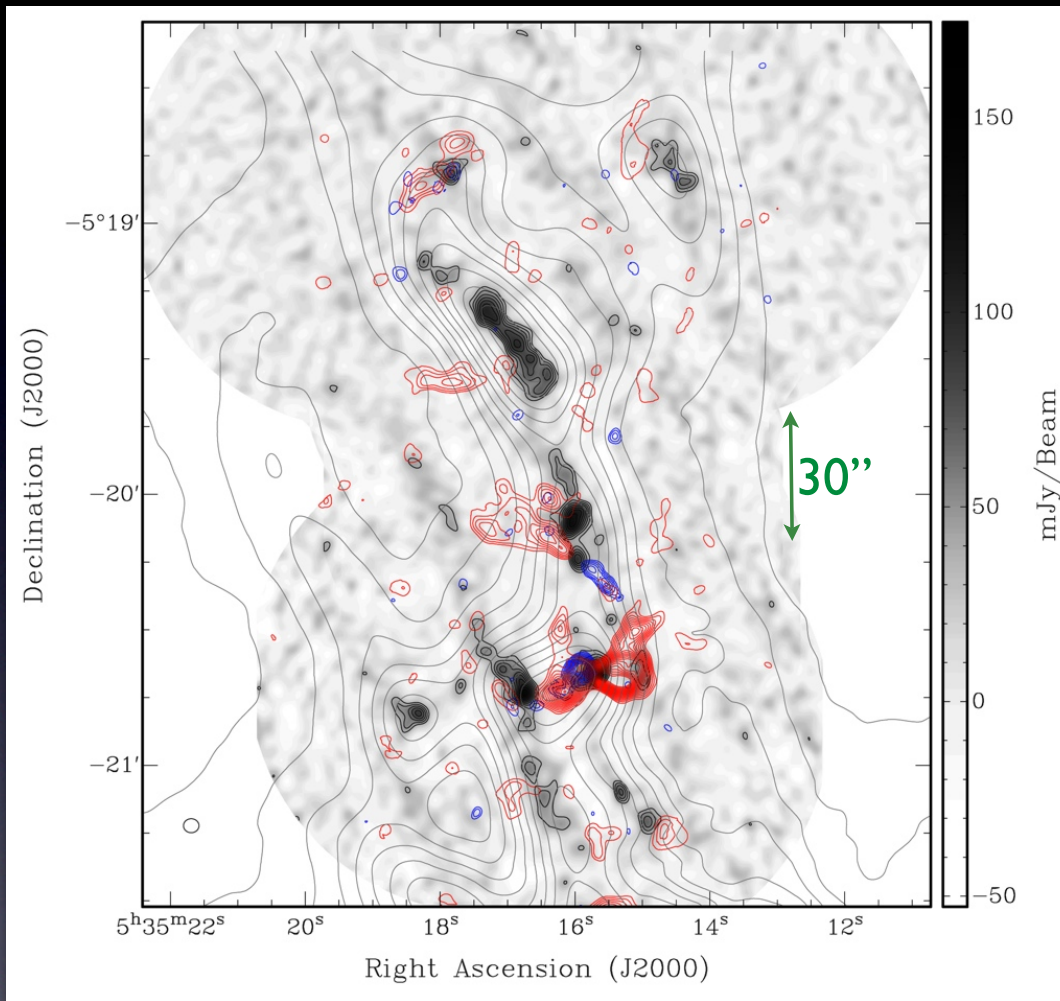 Declination (J2000)
−5°19′
−20′
−21′
30”
150
100
50
0
−50
mJy/Beam
5ʰ35ᵐ22ˢ 20ˢ 18ˢ 16ˢ 14ˢ 12ˢ
Right Ascension (J2000)